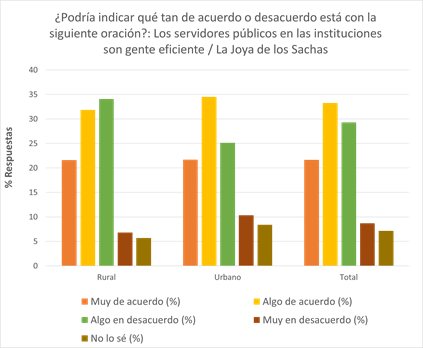 ¿Podría indicar qué tan de acuerdo o desacuerdo está con la
siguiente oración?: Los servidores públicos en las instituciones
son gente eficiente / La Joya de los Sachas
% Respuestas
40
35
30
25
20
15
10
5
0
Rural Urbano Total
Muy de acuerdo (%) Algo de acuerdo (%)
Algo en desacuerdo (%) Muy en desacuerdo (%)
No lo sé (%)